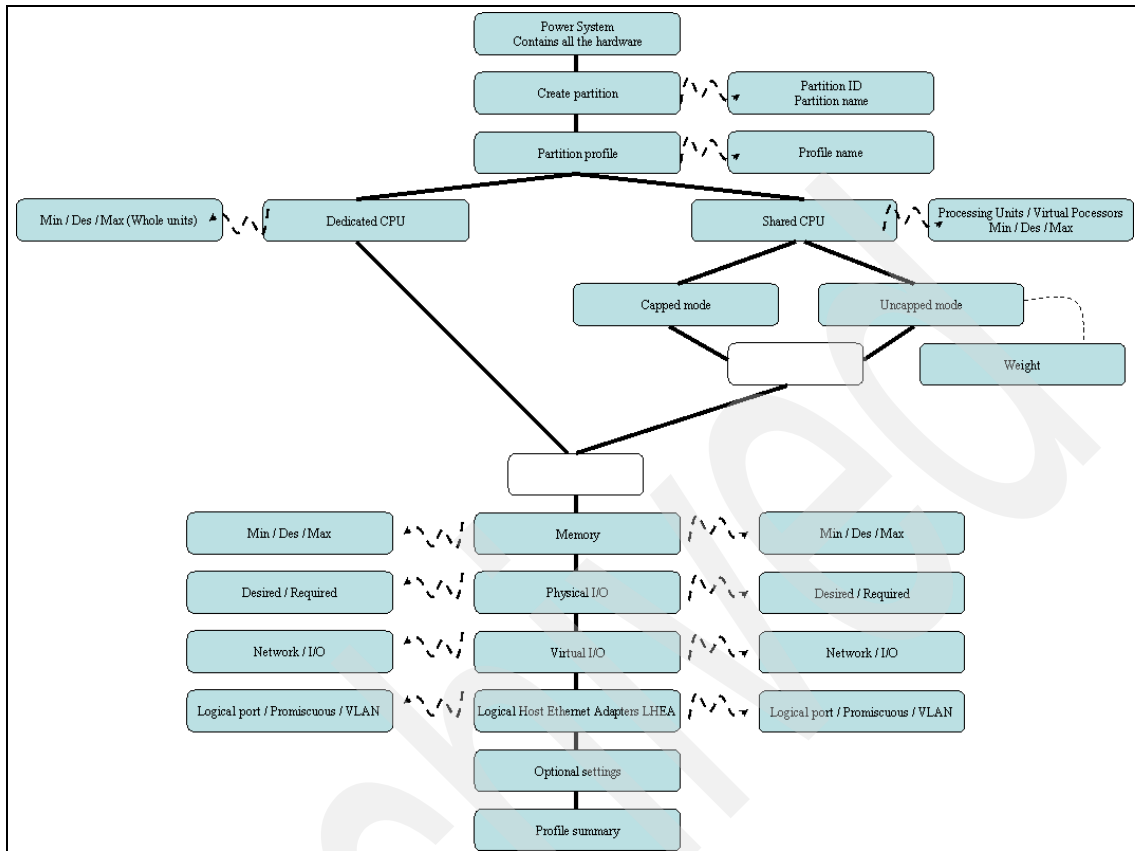 Power System
Contains all the hardware
Create partition
Partition ID
Partition name
Partition profile
Profile name
Min / Des / Max (Whole units)
Dedicated CPU
Shared CPU
Processing Units / Virtual Pocessors
Min / Des / Max
Capped mode
Uncapped mode
Weight
Min / Des / Max
Memory
Min / Des / Max
Desired / Required
Physical I/O
Desired / Required
Network / I/O
Virtual I/O
Network / I/O
Logical port / Promiscuous / VLAN
Logical Host Ethernet Adapters LHEA
Logical port / Promiscuous / VLAN
Optional settings
Profile summary